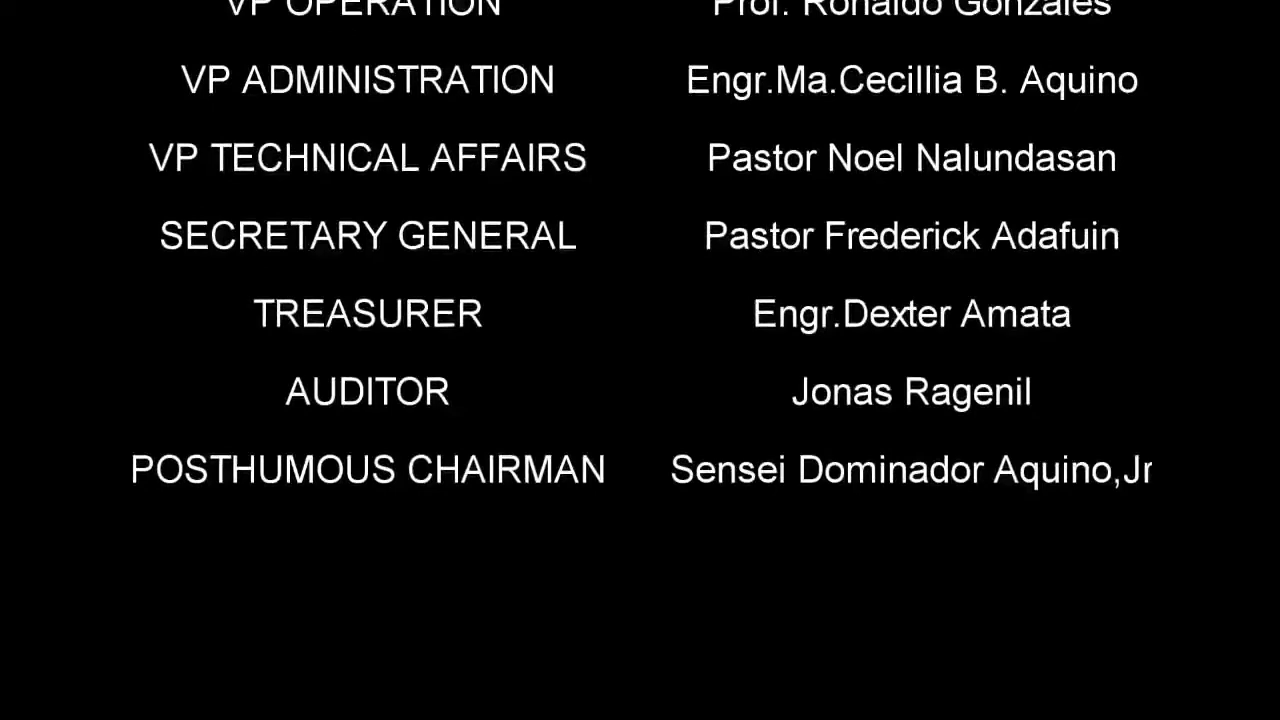 VP OPERATION Prof. Ronaldo Gonzales
VP ADMINISTRATION Engr.Ma.Cecillia B. Aquino
VP TECHNICAL AFFAIRS Pastor Noel Nalundasan
SECRETARY GENERAL Pastor Frederick Adafuin
TREASURER Engr.Dexter Amata
AUDITOR Jonas Ragenil
POSTHUMOUS CHAIRMAN Sensei Dominador Aquino,Jr